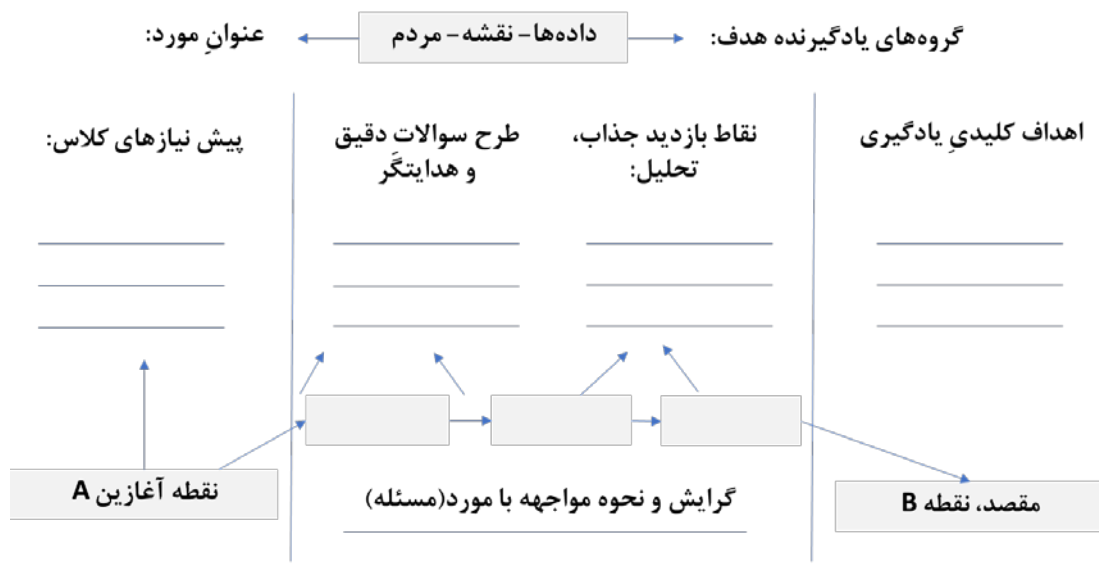 گروه‌های یادگیرنده هدف:
داده‌ها - نقشه - مردم
عنوانِ مورد:
اهداف کلیدیِ یادگیری
نقاط بازدید جذاب،
تحلیل:
طرح سوالات دقیق
و هدایتگَر
پیش نیازهای کلاس:
نقطه آغازین A
گرایش و نحوه مواجهه با مورد(مسئله)
مقصد، نقطه B